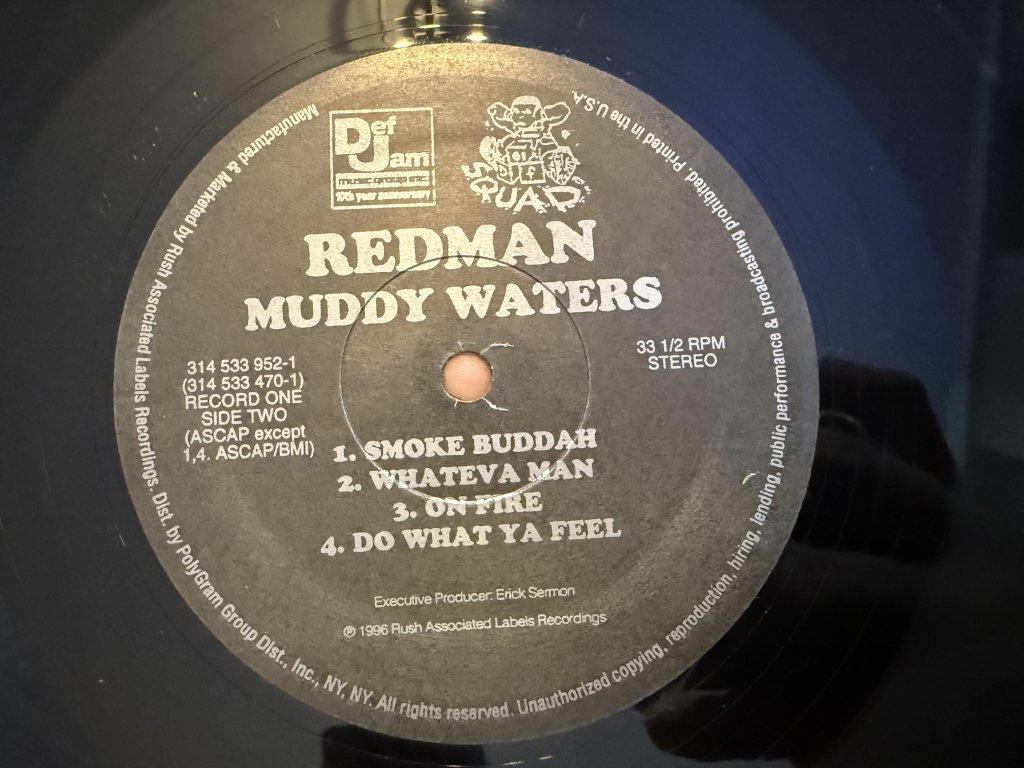 Def
Jam
10th year anniversary
DEF
SQUAD
REDMAN
MUDDY WATERS
314 533 952-1
(314 533 470-1)
RECORD ONE
SIDE TWO
(ASCAP except
1,4. ASCAP/BMI)
33 1/2 RPM
STEREO
1. SMOKE BUDDAH
2. WHATEVA MAN
3. ON FIRE
4. DO WHAT YA FEEL
Executive Producer: Erick Sermon
℗ 1996 Rush Associated Labels Recordings
Manufactured & Marketed by Rush Associated Labels Recordinos. Dist. by PolyGram Group Dist., Inc., NY, NY. All rights reserved. Unauthorized copying, reproduction, hiring, lending, public performance & broadcasting prohibited. Printed in the U.S.A.